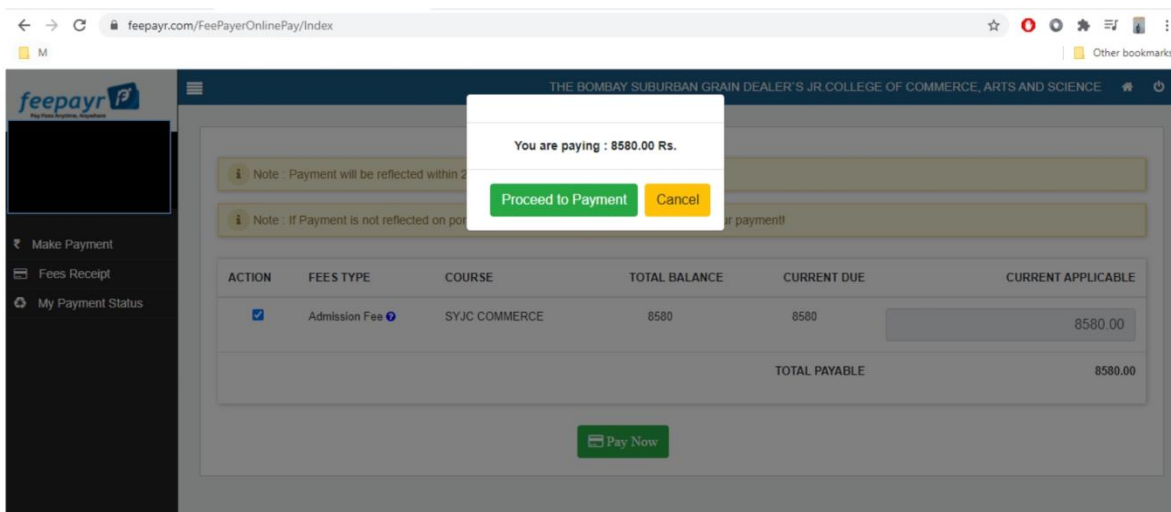 feepayr.com/FeePayerOnlinePay/Index
M
Other bookmarks
feepayr
Pay Fees Anytime, Anywhere
THE BOMBAY SUBURBAN GRAIN DEALER'S JR.COLLEGE OF COMMERCE, ARTS AND SCIENCE
You are paying : 8580.00 Rs.
Proceed to Payment Cancel
Note : Payment will be reflected within 2
Note : If Payment is not reflected on por
ur payment!
Make Payment
Fees Receipt
My Payment Status
ACTION FEES TYPE COURSE TOTAL BALANCE CURRENT DUE CURRENT APPLICABLE
Admission Fee SYJC COMMERCE 8580 8580 8580.00
TOTAL PAYABLE 8580.00
Pay Now